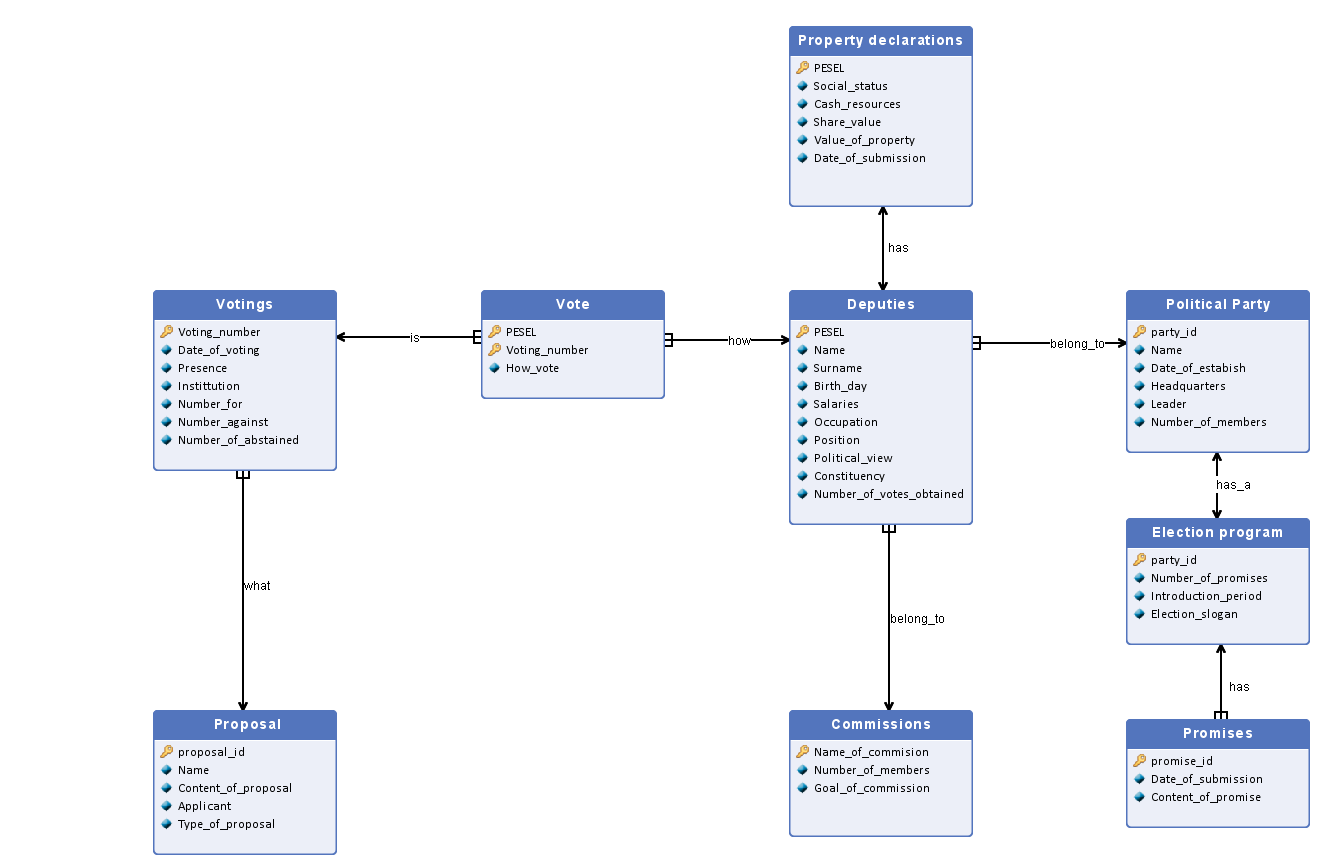 Property declarations
PESEL
Social_status
Cash_resources
Share_value
Value_of_property
Date_of_submission
has
Votings
Voting_number
Date_of_voting
Presence
Instittution
Number_for
Number_against
Number_of_abstained
is
Vote
PESEL
Voting_number
How_vote
how
Deputies
PESEL
Name
Surname
Birth_day
Salaries
Occupation
Position
Political_view
Constituency
Number_of_votes_obtained
belong_to
Political Party
party_id
Name
Date_of_estabish
Headquarters
Leader
Number_of_members
has_a
Election program
party_id
Number_of_promises
Introduction_period
Election_slogan
what
belong_to
has
Proposal
proposal_id
Name
Content_of_proposal
Applicant
Type_of_proposal
Commissions
Name_of_commision
Number_of_members
Goal_of_commission
Promises
promise_id
Date_of_submission
Content_of_promise